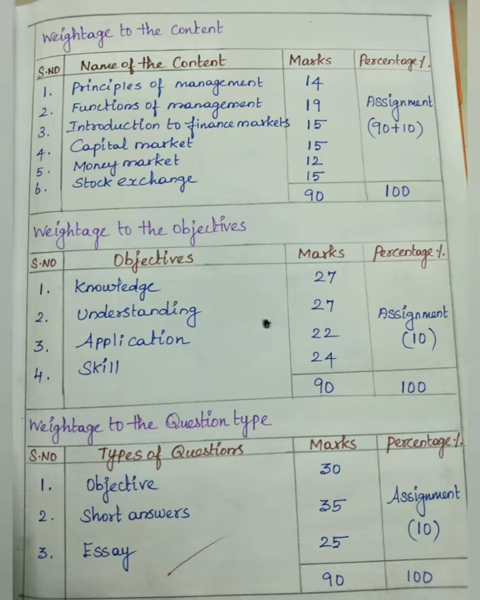 Weightage to the Content
S.NO Name of the Content Marks Percentage %.
1. Principles of management 14
2. Functions of management 19 Assignment
3. Introduction to finance markets 15 (90+10)
4. Capital market 15
5. Money market 12
6. Stock exchange 15
90 100
Weightage to the Objectives
S.NO Objectives Marks Percentage %.
1. Knowledge 27
2. Understanding 27 Assignment
3. Application 22 (10)
4. Skill 24
90 100
Weightage to the Question type
S.NO Types of Questions Marks Percentage %.
1. Objective 30
2. Short answers 35 Assignment
3. Essay 25 (10)
90 100